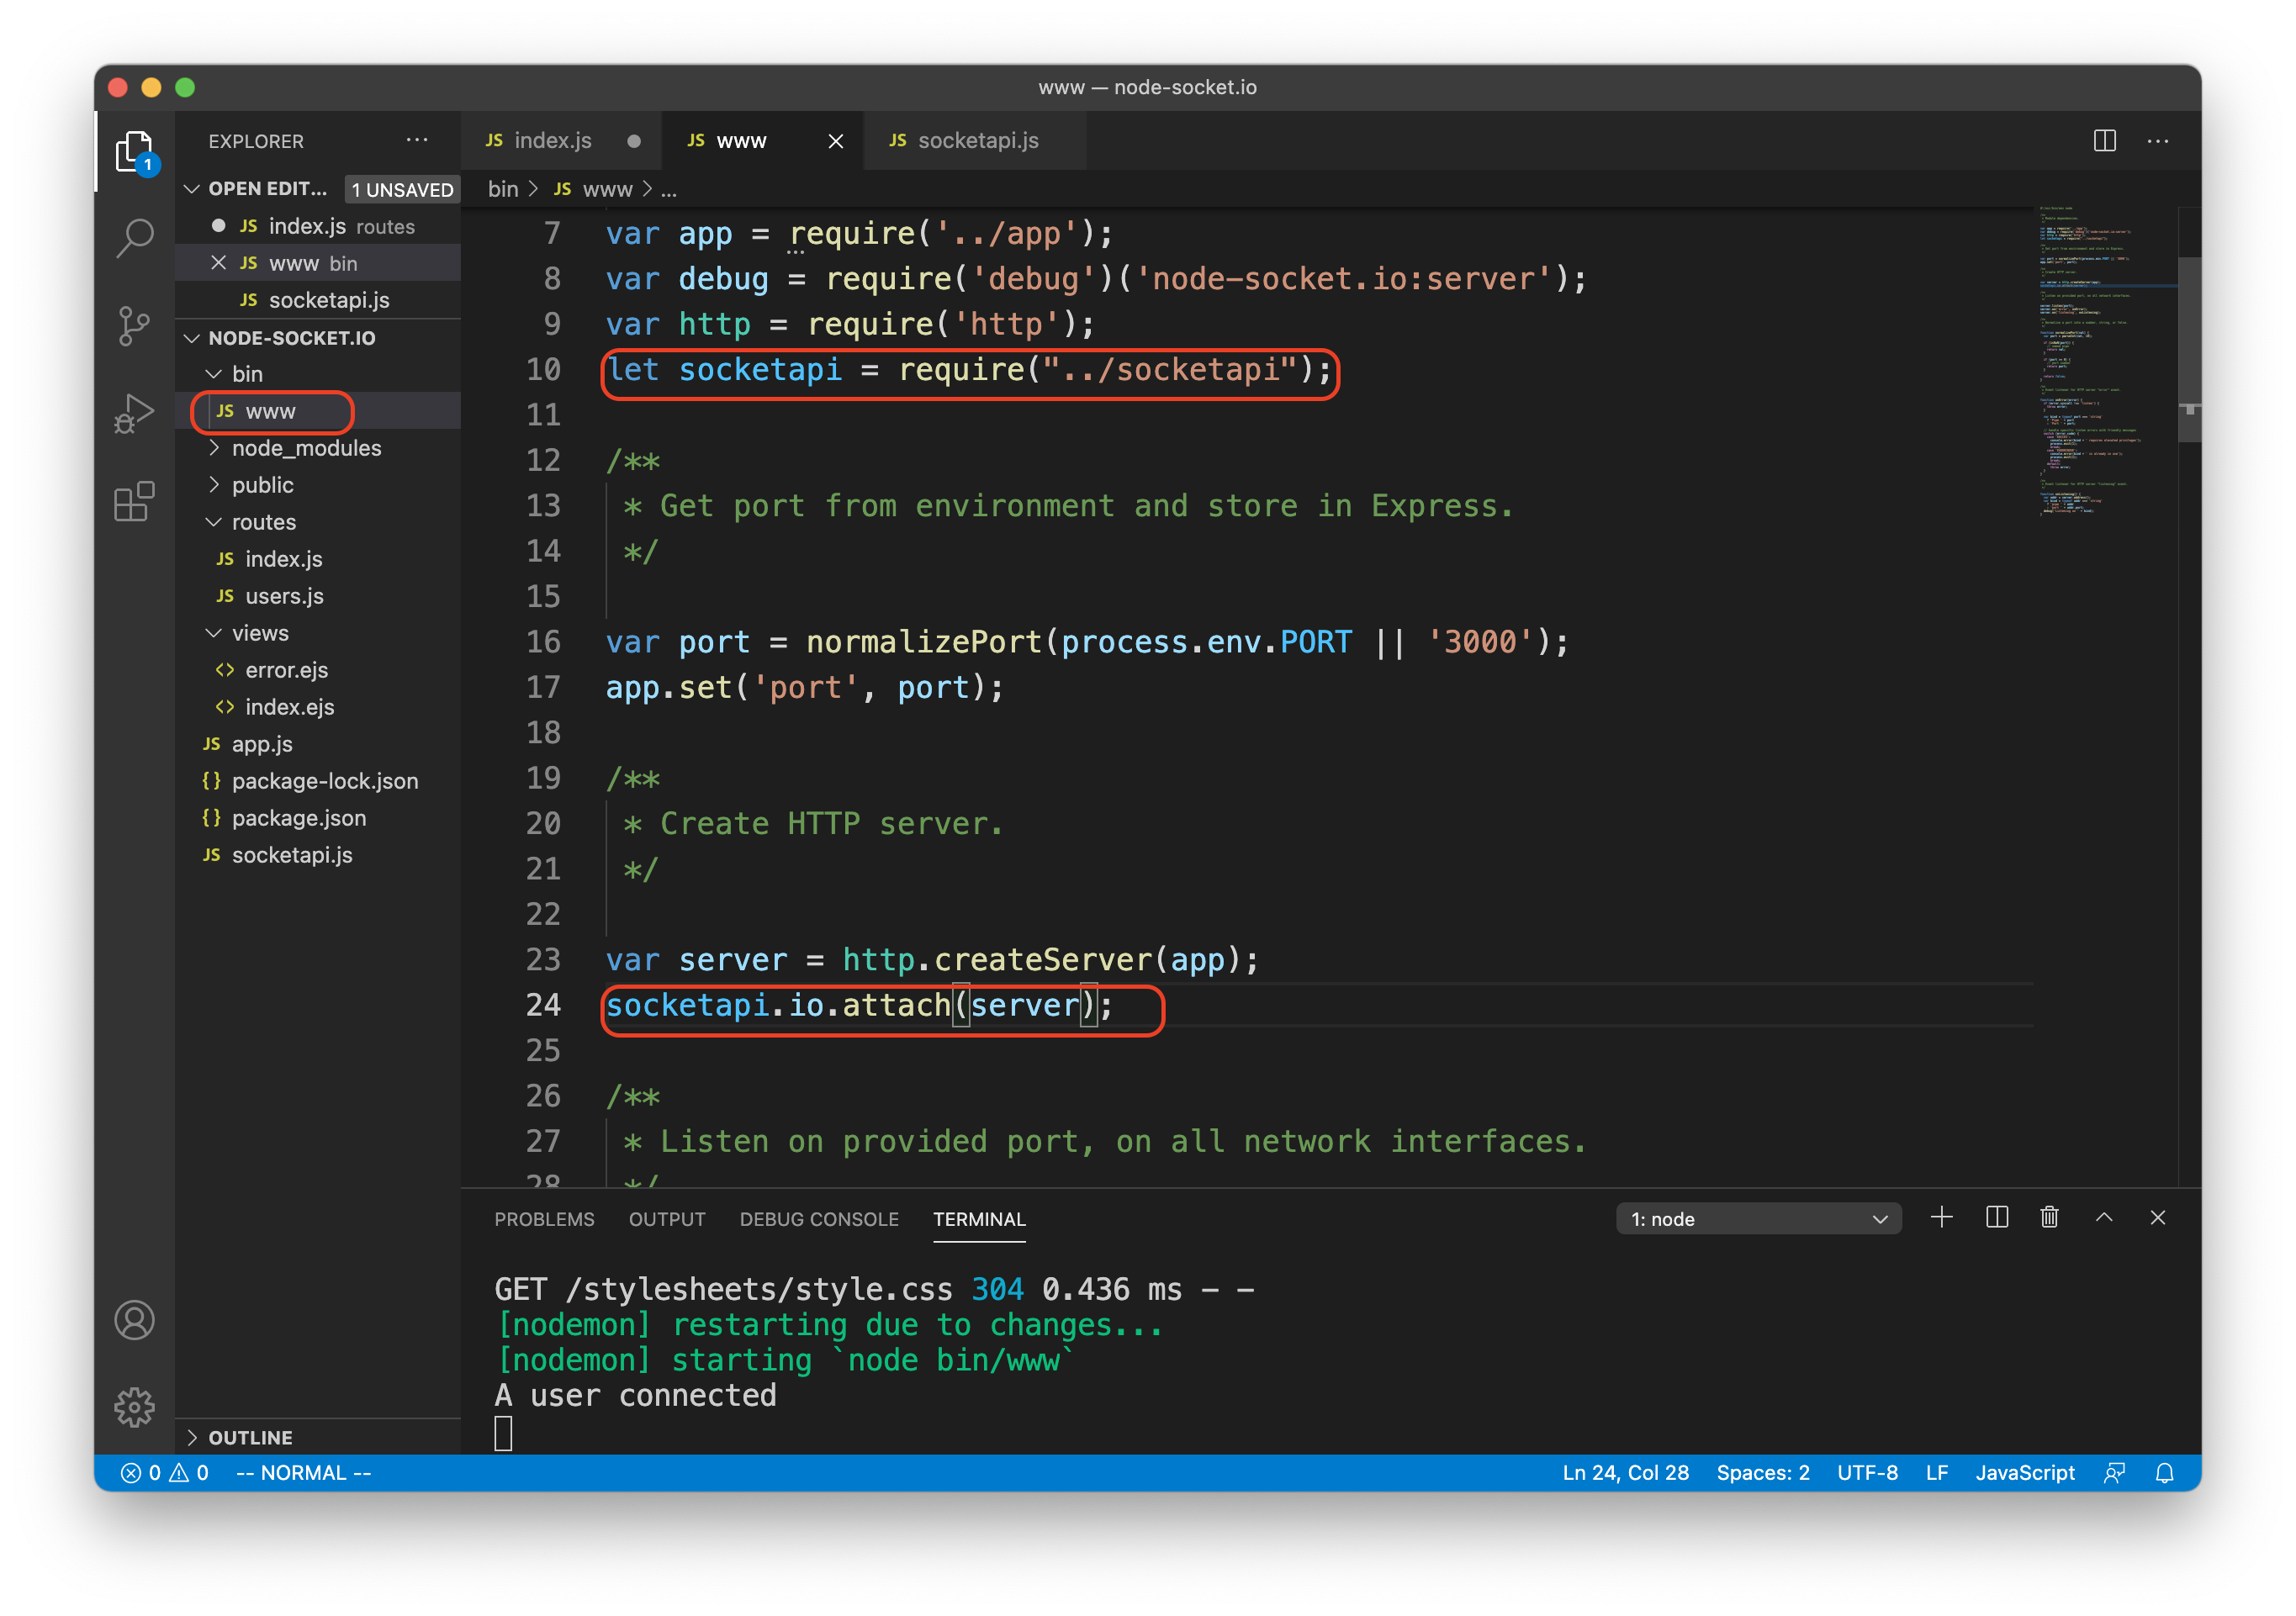 www — node-socket.io
EXPLORER
JS index.js
JS www
JS socketapi.js
1
OPEN EDIT... 1 UNSAVED
JS index.js routes
JS www bin
JS socketapi.js
NODE-SOCKET.IO
bin
JS www
node_modules
public
routes
JS index.js
JS users.js
views
<> error.ejs
<> index.ejs
JS app.js
{} package-lock.json
{} package.json
JS socketapi.js
OUTLINE
bin > JS www > ...
7 var app = require('../app');
8 var debug = require('debug')('node-socket.io:server');
9 var http = require('http');
10 let socketapi = require("../socketapi");
11
12 /**
13 * Get port from environment and store in Express.
14 */
15
16 var port = normalizePort(process.env.PORT || '3000');
17 app.set('port', port);
18
19 /**
20 * Create HTTP server.
21 */
22
23 var server = http.createServer(app);
24 socketapi.io.attach(server);
25
26 /**
27 * Listen on provided port, on all network interfaces.
28 */
PROBLEMS OUTPUT DEBUG CONSOLE TERMINAL 1: node
GET /stylesheets/style.css 304 0.436 ms - -
[nodemon] restarting due to changes...
[nodemon] starting `node bin/www`
A user connected
0 0 -- NORMAL -- Ln 24, Col 28 Spaces: 2 UTF-8 LF JavaScript